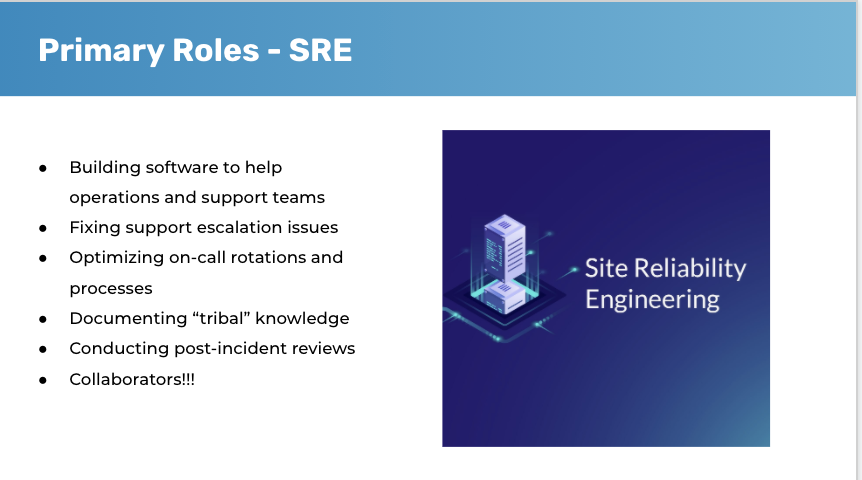 Primary Roles - SRE
● Building software to help
operations and support teams
● Fixing support escalation issues
● Optimizing on-call rotations and
processes
● Documenting “tribal” knowledge
● Conducting post-incident reviews
● Collaborators!!!
Site Reliability
Engineering